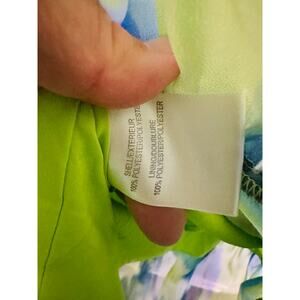 SHELL/EXTERIEUR
100% POLYESTER/POLYESTER
LINING/DOUBLURE
100% POLYESTER/POLYESTER